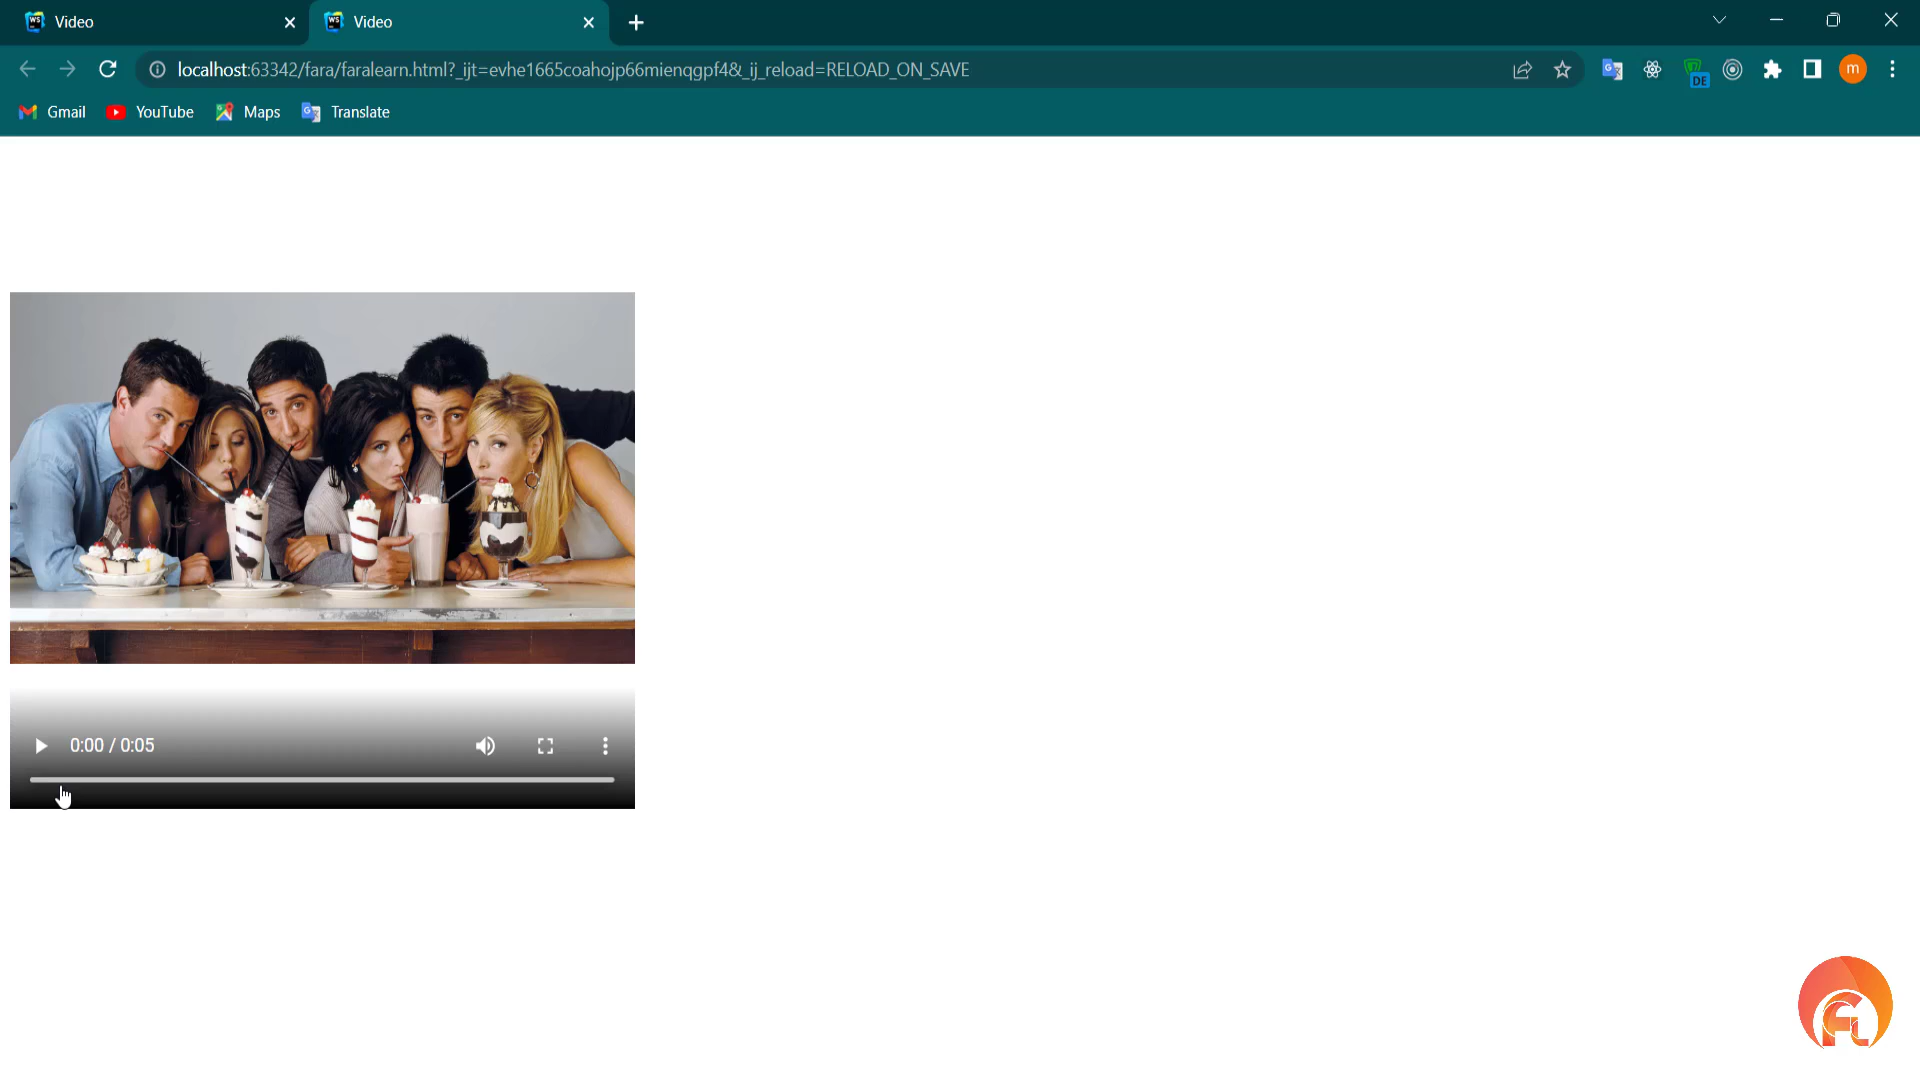 Video
Video
localhost:63342/fara/faralearn.html?_ijt=evhe1665coahojp66mienqgpf4&_ij_reload=RELOAD_ON_SAVE
DE
m
Gmail
YouTube
Maps
Translate
0:00 / 0:05